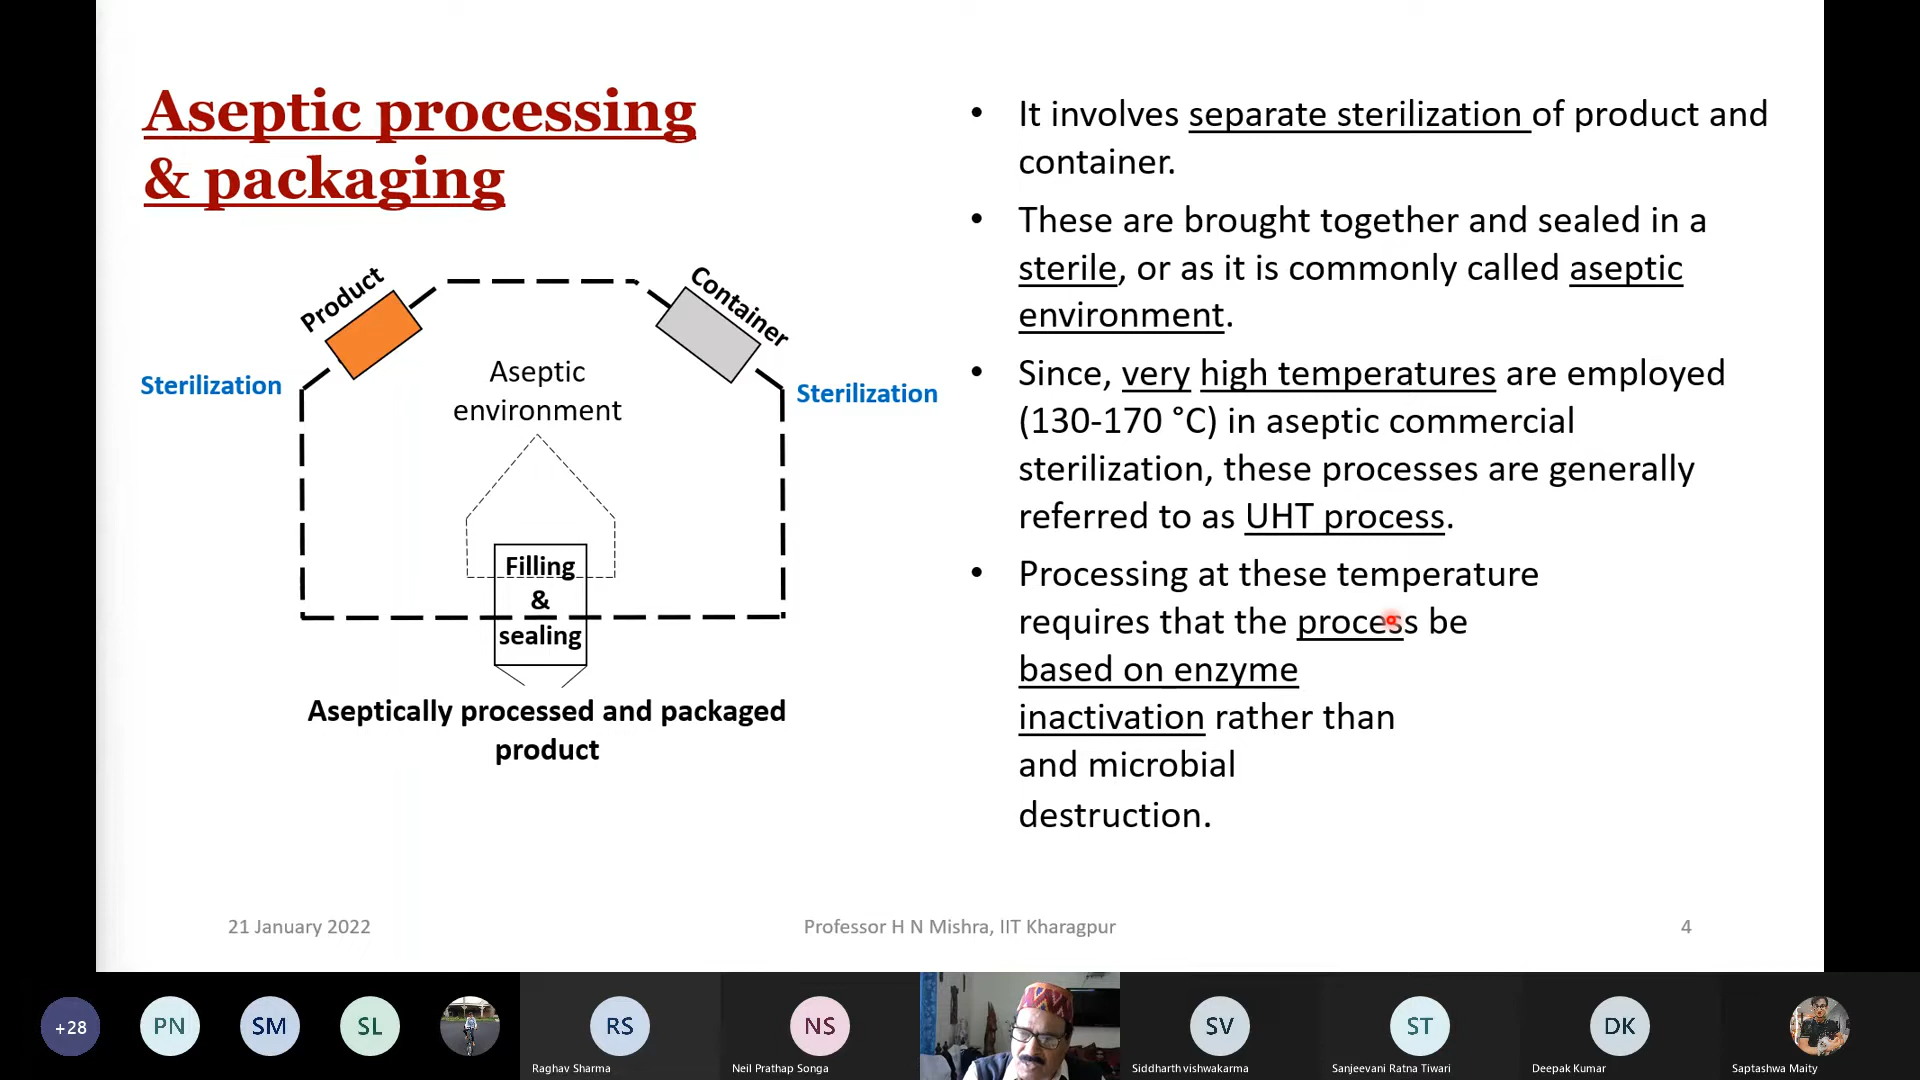 Aseptic processing
& packaging
Product
Container
Sterilization
Aseptic
environment
Sterilization
Filling
&
sealing
Aseptically processed and packaged
product
• It involves separate sterilization of product and
container.
• These are brought together and sealed in a
sterile, or as it is commonly called aseptic
environment.
• Since, very high temperatures are employed
(130-170 °C) in aseptic commercial
sterilization, these processes are generally
referred to as UHT process.
• Processing at these temperature
requires that the process be
based on enzyme
inactivation rather than
and microbial
destruction.
21 January 2022
Professor H N Mishra, IIT Kharagpur
4
+28
PN
SM
SL
RS
NS
SV
ST
DK
Raghav Sharma
Neil Prathap Songa
Siddharth vishwakarma
Sanjeevani Ratna Tiwari
Deepak Kumar
Saptashwa Maity